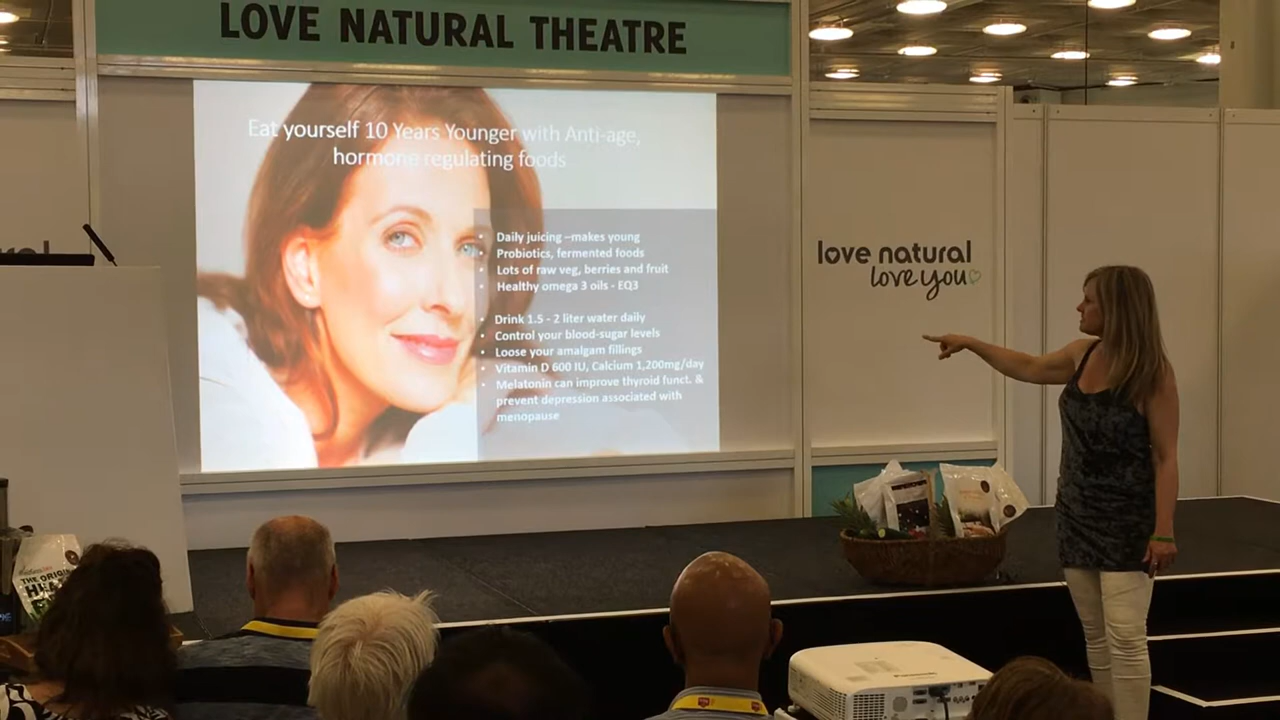 LOVE NATURAL THEATRE
Eat yourself 10 Years Younger with Anti-age,
hormone regulating foods
• Daily juicing –makes young
• Probiotics, fermented foods
• Lots of raw veg, berries and fruit
• Healthy omega 3 oils - EQ3
• Drink 1.5 - 2 liter water daily
• Control your blood-sugar levels
• Loose your amalgam fillings
• Vitamin D 600 IU, Calcium 1,200mg/day
• Melatonin can improve thyroid funct. &
prevent depression associated with
menopause
love natural
love you
THE ORIGI
Panasonic